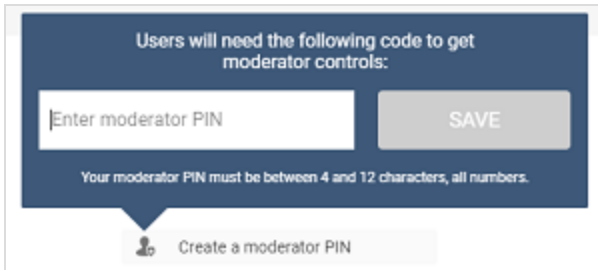 Users will need the following code to get
moderator controls:
Enter moderator PIN
SAVE
Your moderator PIN must be between 4 and 12 characters, all numbers.
Create a moderator PIN